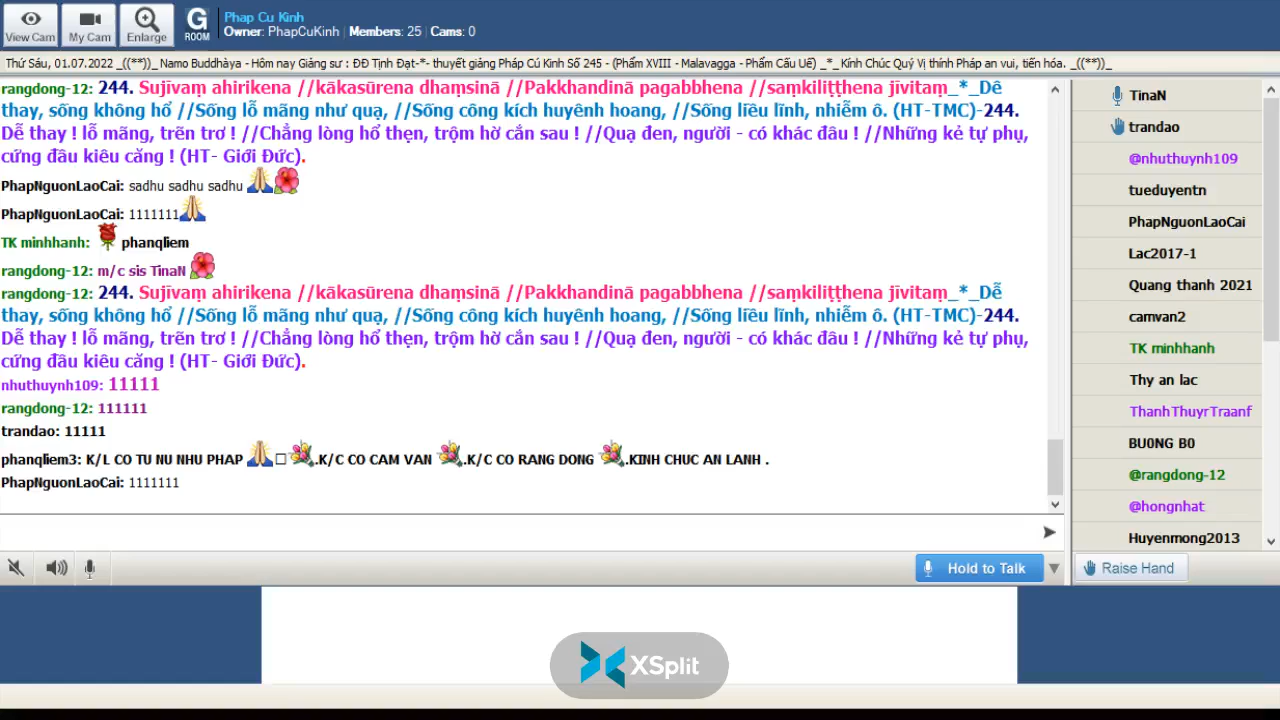 View Cam
My Cam
Enlarge
G
ROOM
Phap Cu Kinh
Owner: PhapCuKinh | Members: 25 | Cams: 0
Thứ Sáu, 01.07.2022 _((**))_ Namo Buddhàya - Hôm nay Giảng sư : ĐĐ Tịnh Đạt-*- thuyết giảng Pháp Cú Kinh Số 245 - (Phẩm XVIII - Malavagga - Phẩm Cấu Uế) _*_ Kính Chúc Quý Vị thính Pháp an vui, tiến hóa. _((**))_
rangdong-12: 244. Sujīvaṃ ahirikena //kākasūrena dhaṃsinā //Pakkhandinā pagabbhena //saṃkiliṭṭhena jīvitaṃ_*_Dễ
thay, sống không hổ //Sống lỗ mãng như quạ, //Sống công kích huyênh hoang, //Sống liều lĩnh, nhiễm ô. (HT-TMC)-244.
Dễ thay ! lỗ mãng, trẽn trơ ! //Chẳng lòng hổ thẹn, trộm hờ cắn sau ! //Quạ đen, người - có khác đâu ! //Những kẻ tự phụ,
cứng đầu kiêu căng ! (HT- Giới Đức).
PhapNguonLaoCai: sadhu sadhu sadhu 🙏🌺
PhapNguonLaoCai: 1111111🙏
TK minhhanh: 🌹 phanqliem
rangdong-12: m/c sis TinaN 🌺
rangdong-12: 244. Sujīvaṃ ahirikena //kākasūrena dhaṃsinā //Pakkhandinā pagabbhena //saṃkiliṭṭhena jīvitaṃ_*_Dễ
thay, sống không hổ //Sống lỗ mãng như quạ, //Sống công kích huyênh hoang, //Sống liều lĩnh, nhiễm ô. (HT-TMC)-244.
Dễ thay ! lỗ mãng, trẽn trơ ! //Chẳng lòng hổ thẹn, trộm hờ cắn sau ! //Quạ đen, người - có khác đâu ! //Những kẻ tự phụ,
cứng đầu kiêu căng ! (HT- Giới Đức).
nhuthuynh109: 11111
rangdong-12: 111111
trandao: 11111
phanqliem3: K/L CO TU NU NHU PHAP 🙏□💐.K/C CO CAM VAN 💐.K/C CO RANG DONG 💐.KINH CHUC AN LANH .
PhapNguonLaoCai: 1111111
Hold to Talk
TinaN
trandao
@nhuthuynh109
tueduyentn
PhapNguonLaoCai
Lac2017-1
Quang thanh 2021
camvan2
TK minhhanh
Thy an lac
ThanhThuyrTraanf
BU0NG B0
@rangdong-12
@hongnhat
Huyenmong2013
Raise Hand
XSplit